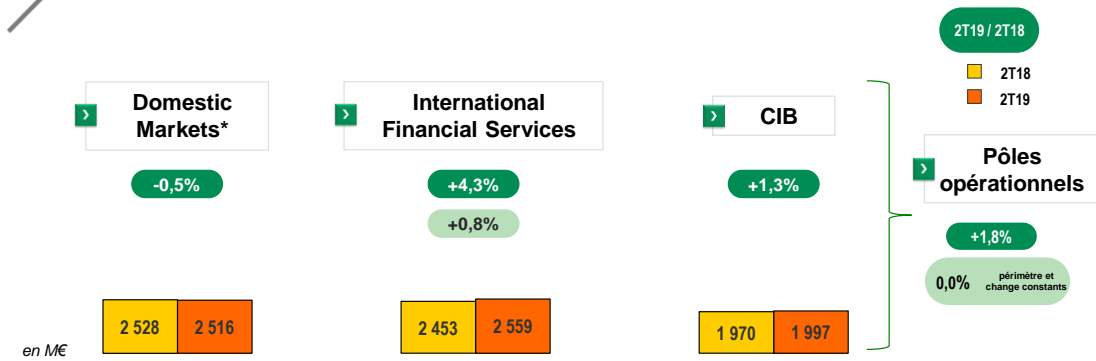 2T19 / 2T18
2T18
2T19
Domestic
Markets*
-0,5%
2 528
2 516
International
Financial Services
+4,3%
+0,8%
2 453
2 559
CIB
+1,3%
1 970
1 997
Pôles
opérationnels
+1,8%
0,0% périmètre et
change constants
en M€